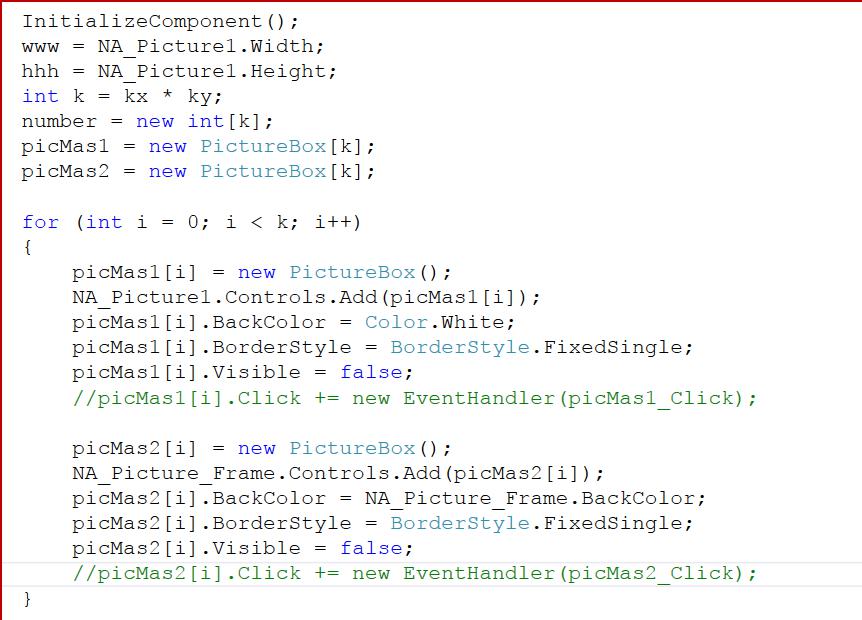 InitializeComponent();
www = NA_Picture1.Width;
hhh = NA_Picture1.Height;
int k = kx * ky;
number = new int[k];
picMas1 = new PictureBox[k];
picMas2 = new PictureBox[k];

for (int i = 0; i < k; i++)
{
    picMas1[i] = new PictureBox();
    NA_Picture1.Controls.Add(picMas1[i]);
    picMas1[i].BackColor = Color.White;
    picMas1[i].BorderStyle = BorderStyle.FixedSingle;
    picMas1[i].Visible = false;
    //picMas1[i].Click += new EventHandler(picMas1_Click);

    picMas2[i] = new PictureBox();
    NA_Picture_Frame.Controls.Add(picMas2[i]);
    picMas2[i].BackColor = NA_Picture_Frame.BackColor;
    picMas2[i].BorderStyle = BorderStyle.FixedSingle;
    picMas2[i].Visible = false;
    //picMas2[i].Click += new EventHandler(picMas2_Click);
}